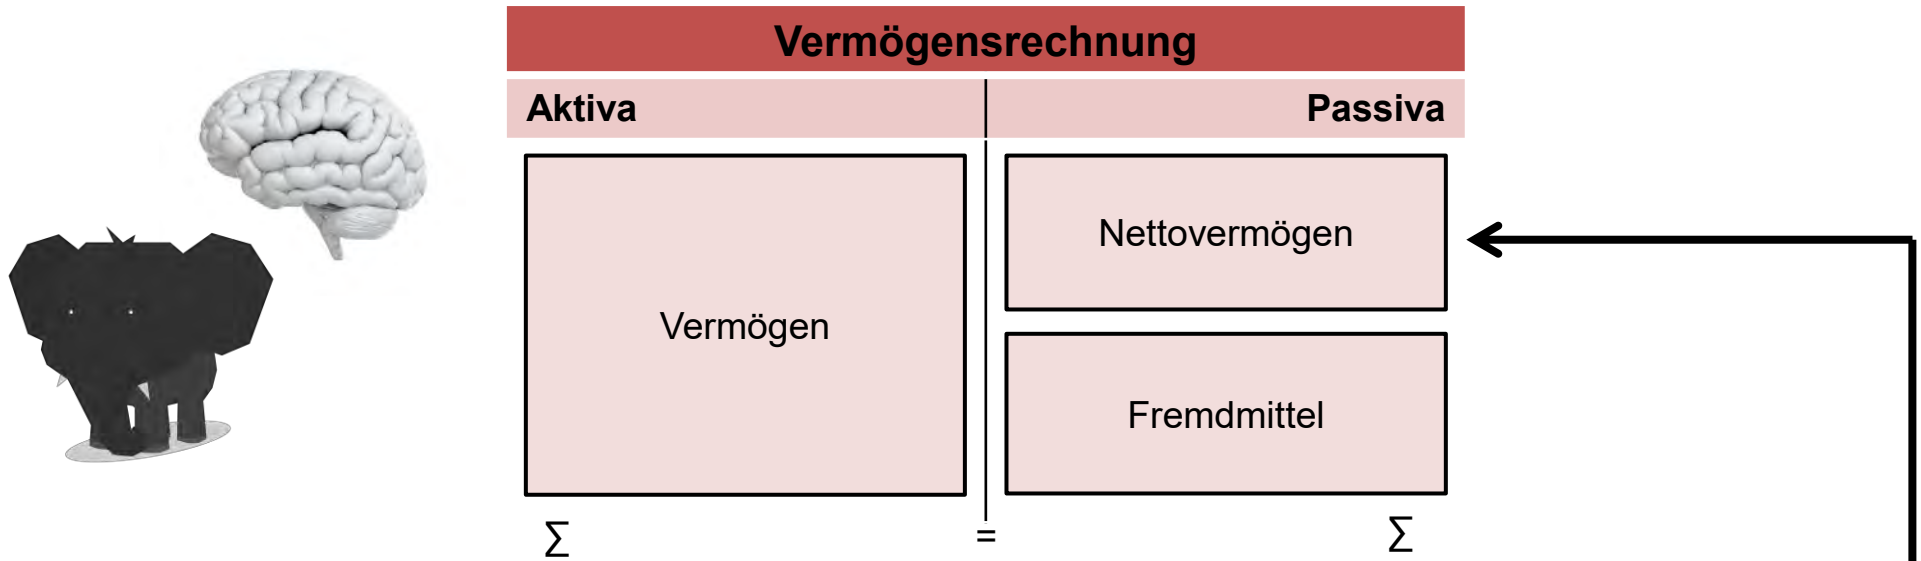 Vermögensrechnung
Aktiva Passiva
Vermögen
Nettovermögen
Fremdmittel
∑ = ∑